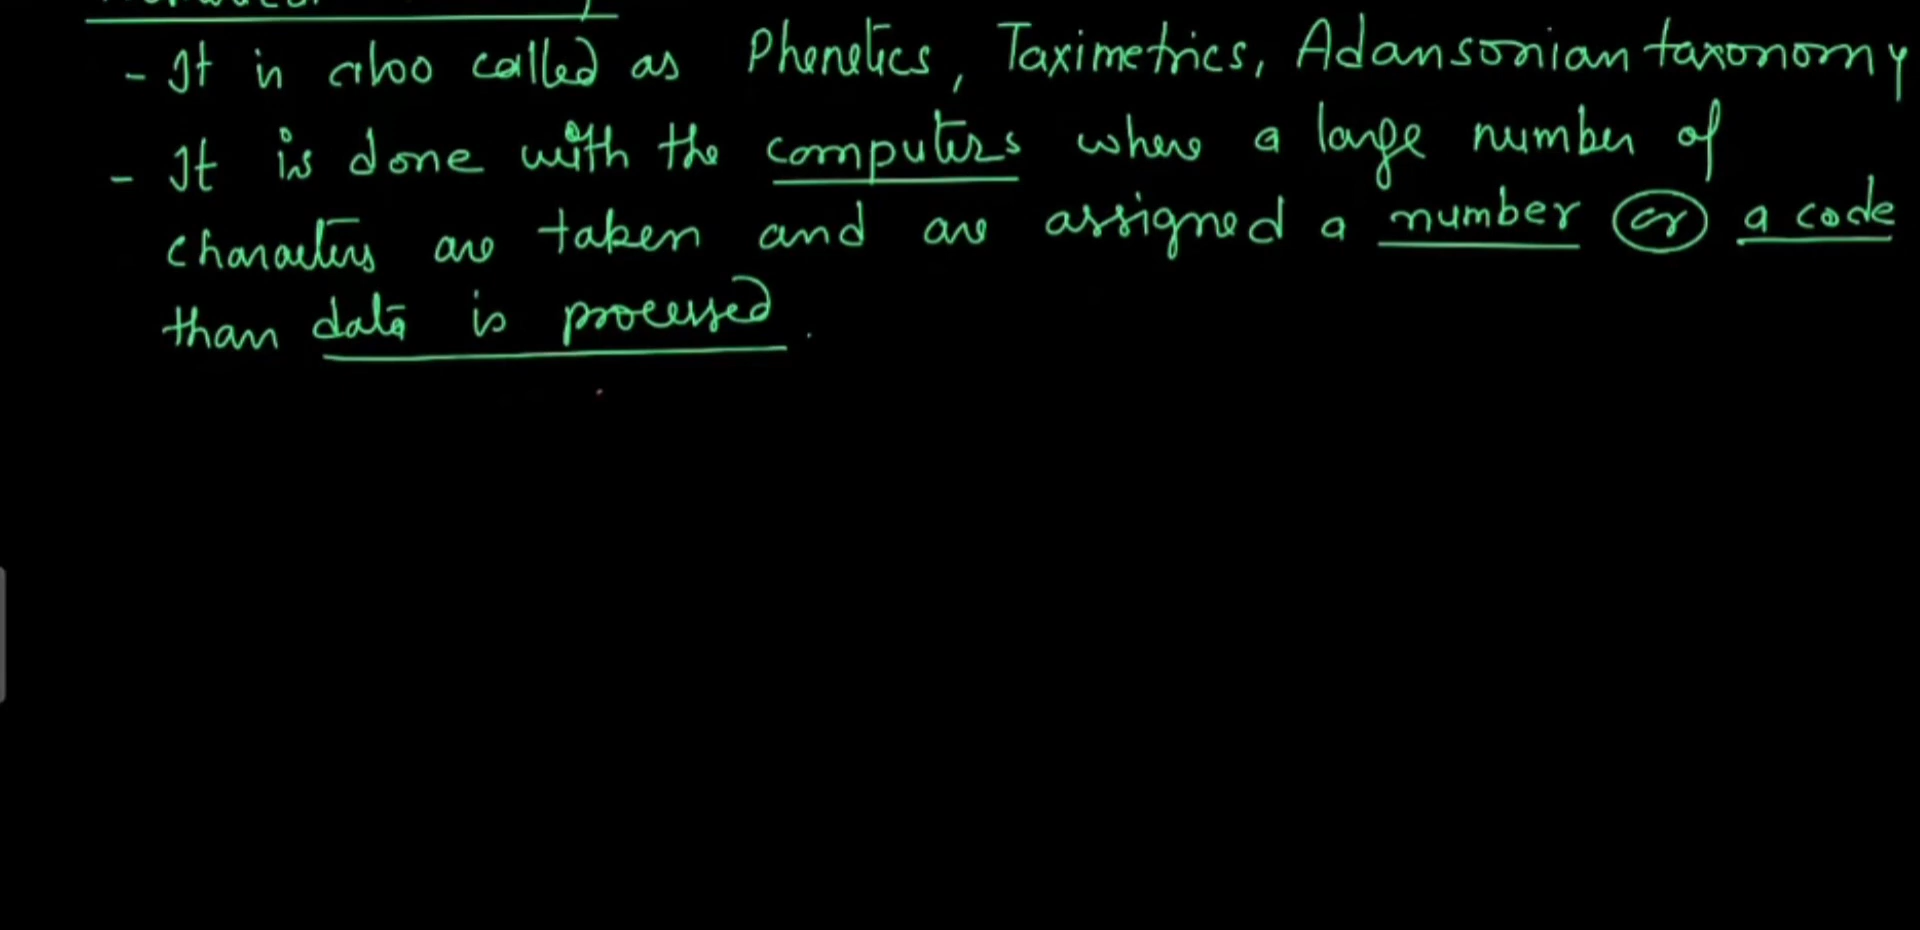 - It is also called as Phenetics, Taximetrics, Adansonian taxonomy
- It is done with the computers where a large number of
characters are taken and are assigned a number or a code
than data is processed.